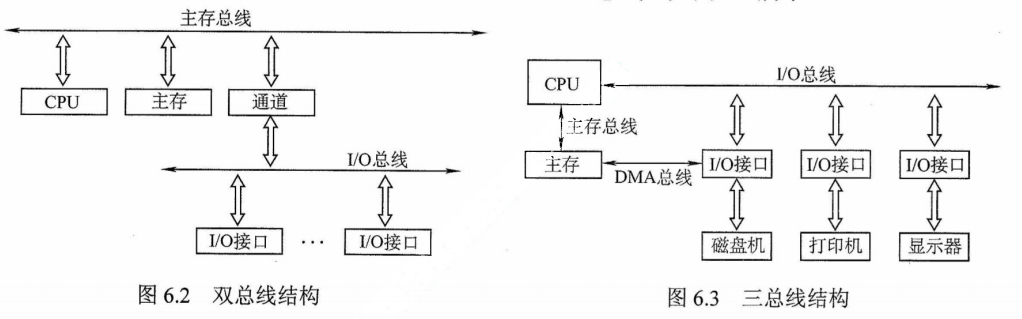 主存总线
CPU
主存
通道
I/O总线
I/O接口
···
I/O接口
图 6.2 双总线结构
CPU
I/O总线
主存总线
主存
DMA总线
I/O接口
I/O接口
I/O接口
磁盘机
打印机
显示器
图 6.3 三总线结构